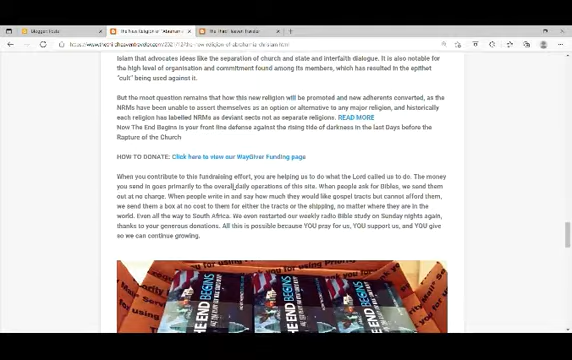 Islam that advocates ideas like the separation of church and state and interfaith dialogue. It is also notable for
the high level of organisation and commitment found among its members, which has resulted in the epithet
"cult" being used against it.
But the moot question remains that how this new religion will be promoted and new adherents converted, as the
NRMs have been unable to assert themselves us an option or alternative to any major religion, and historically
each religion has labelled NRMs as deviant sects not as separate religions. READ MORE
Now The End Begins is your front line defense against the rising tide of darkness in the last Days before the
Rapture of the Church
HOW TO DONATE: Click here to view our WayGiver Funding page
When you contribute to this fundraising effort, you are helping us to do what the Lord called us to do. The money
you send in goes primarily to the overall daily operations of this site. When people ask for Bibles, we send them
out at no charge. When people write in and say how much they would like gospel tracts but cannot afford them,
we send them a box at no cost to them for either the tracts or the shipping, no matter where they are in the
world. Even all the way to South Africa. We even restarted our weekly radio Bible study on Sunday nights again,
thanks to your generous donations. All this is possible because YOU pray for us, YOU support us, and YOU give
so we can continue growing.
THE END BEGINS